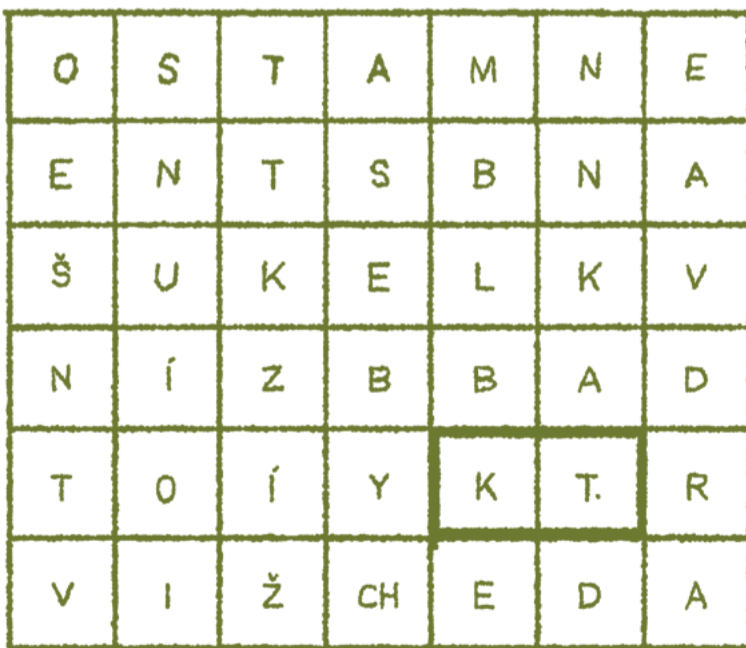 O S T A M N E
E N T S B N A
Š U K E L K V
N Í Z B B A D
T O Í Y K T. R
V I Ž CH E D A